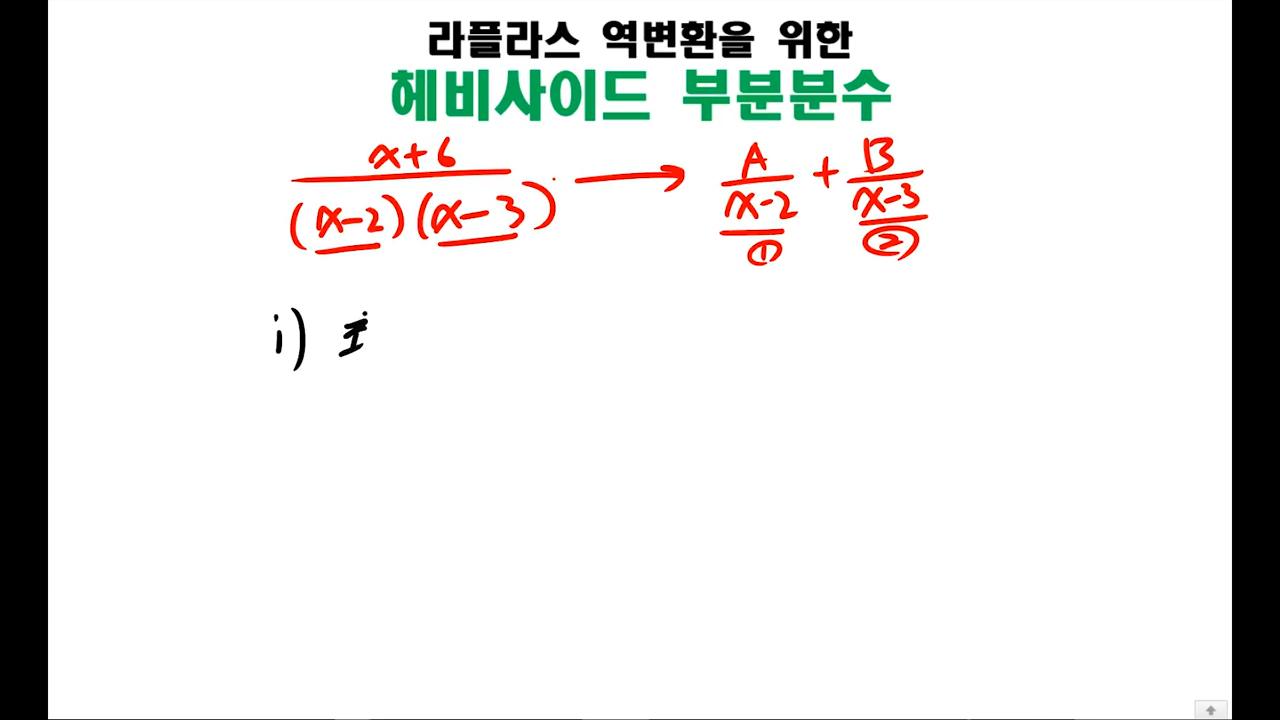 라플라스 역변환을 위한
헤비사이드 부분분수
x+6 / (x-2)(x-3) → A / x-2 + B / x-3
① ②
i)